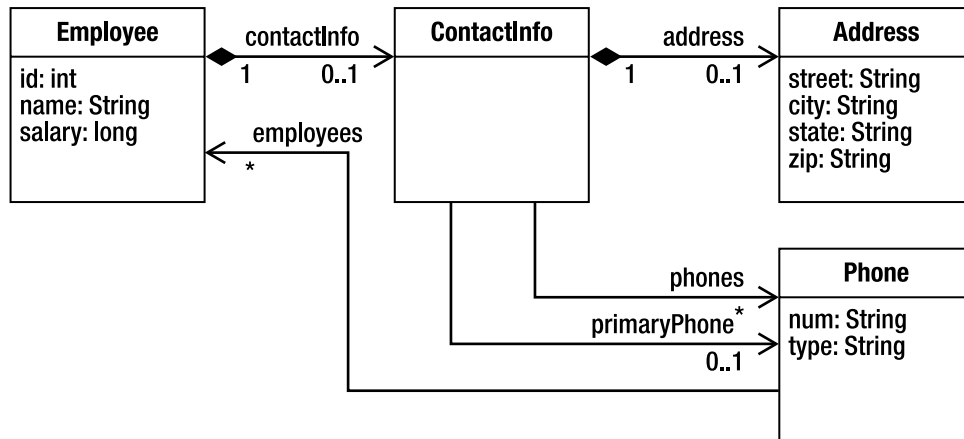 Employee
id: int
name: String
salary: long
contactInfo
1
0..1
ContactInfo
address
1
0..1
Address
street: String
city: String
state: String
zip: String
employees
*
phones
*
primaryPhone
0..1
Phone
num: String
type: String